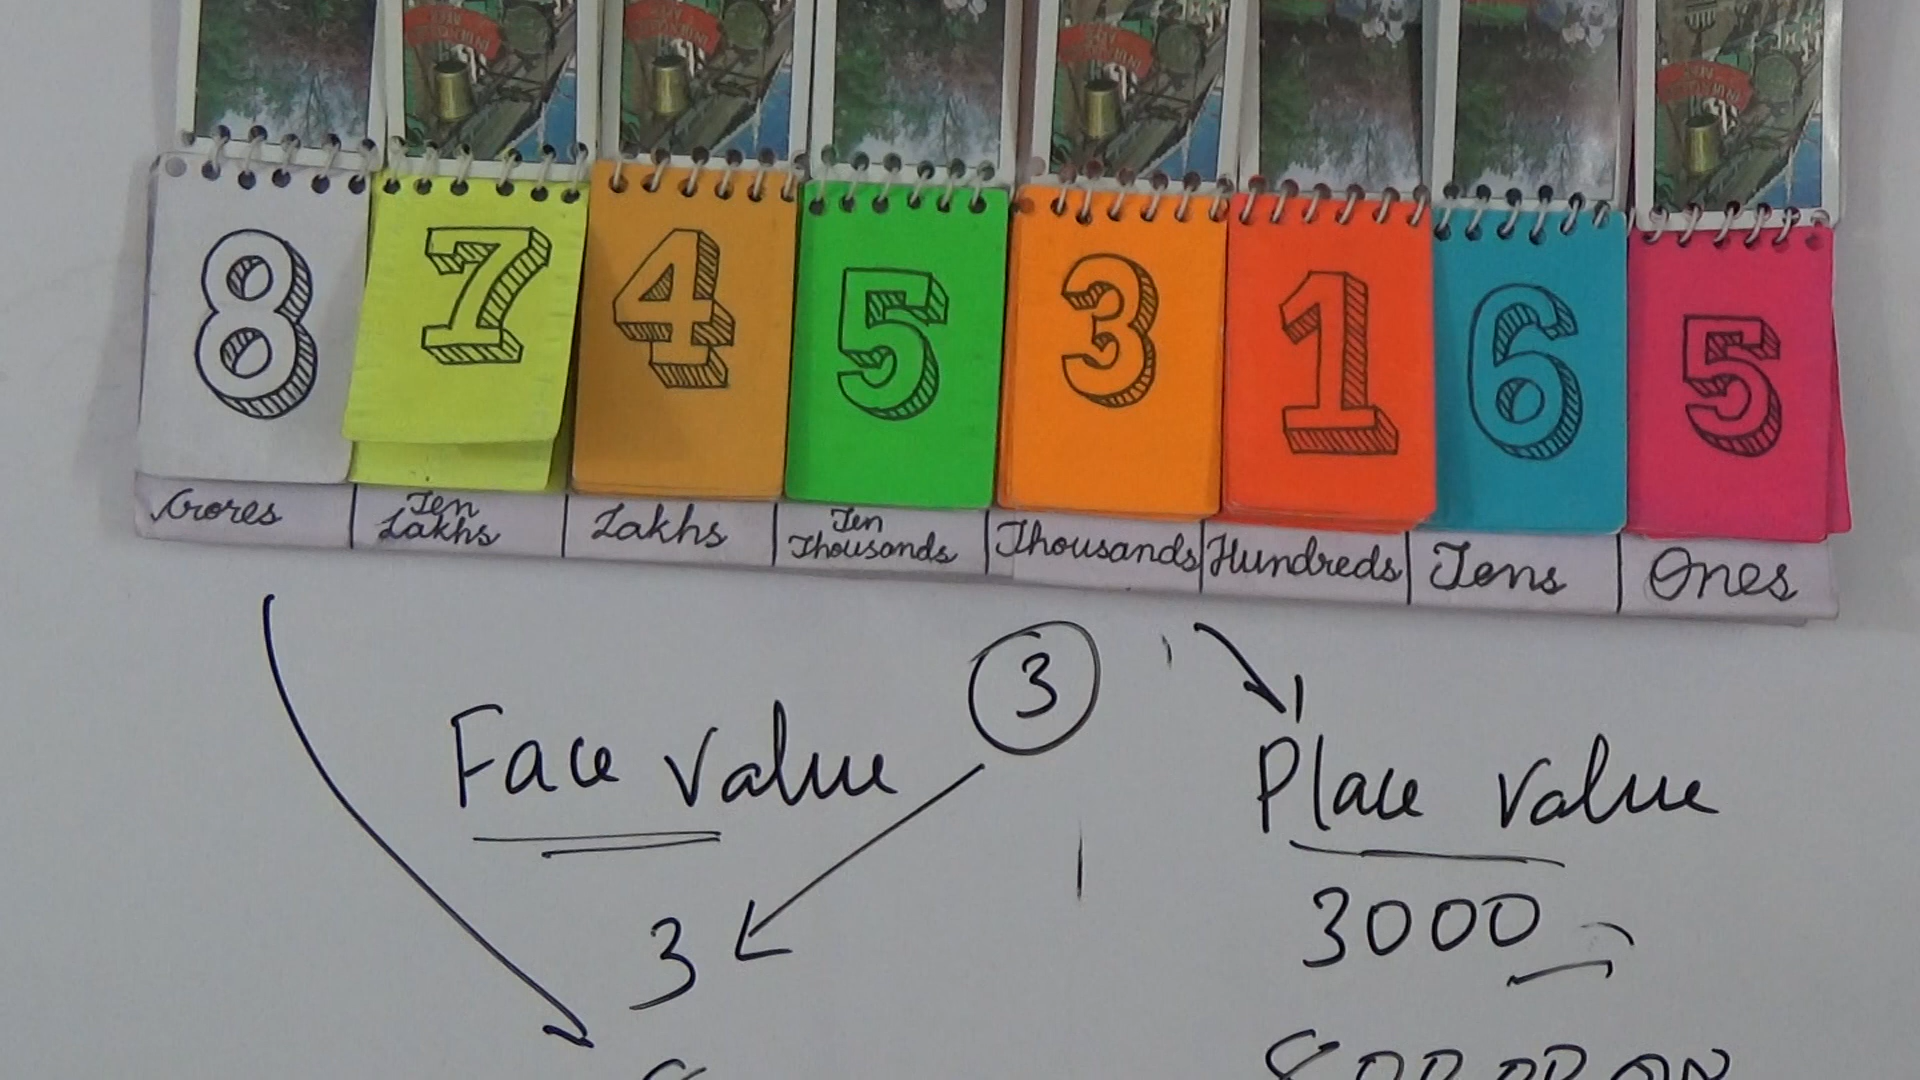 8 7 4 5 3 1 6 5
Crores Ten Lakhs Lakhs Ten Thousands Thousands Hundreds Tens Ones
3
Face value Place value
3 3000